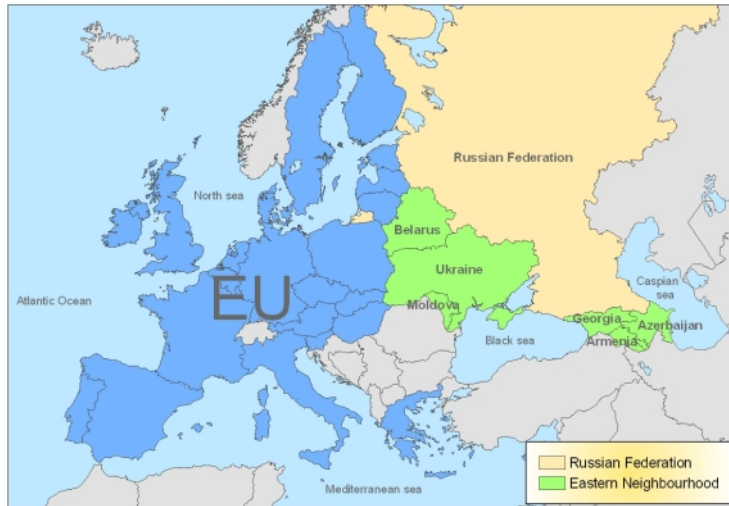 Russian Federation
North sea
Belarus
Ukraine
EU
Caspian
sea
Atlantic Ocean
Moldova
Georgia
Azerbaijan
Armenia
Black sea
Russian Federation
Eastern Neighbourhood
Mediterranean sea